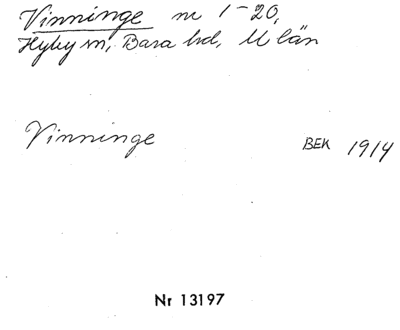 Vinninge nr 1-20,
Hyby sn, Bara hd, M län
Vinninge BEK 1914
Nr 13197